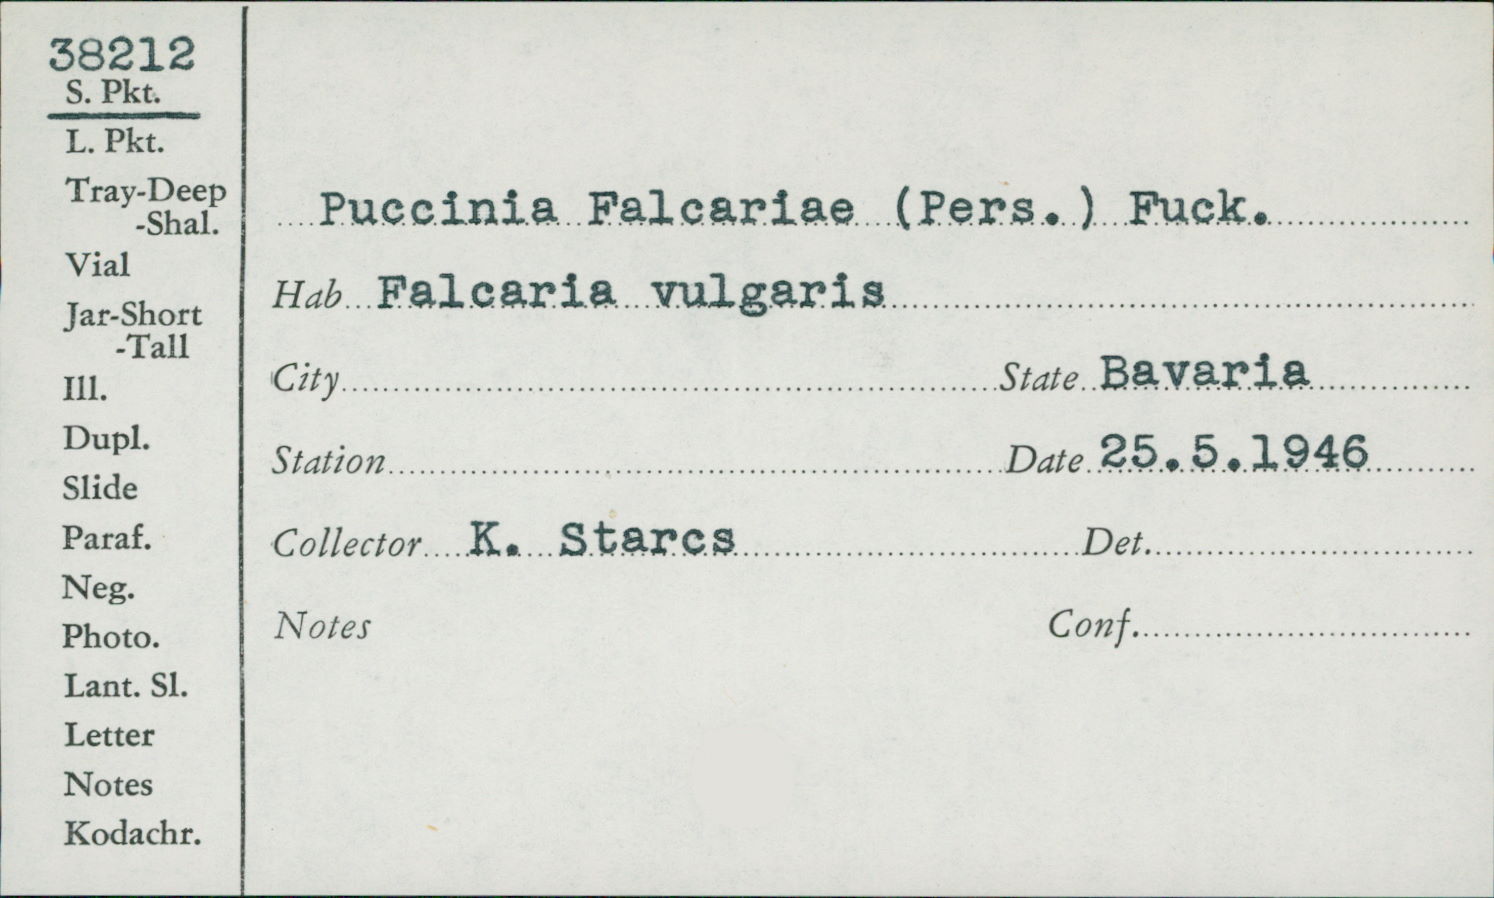 38212
S. Pkt.
L. Pkt.
Tray-Deep
-Shal.
Vial
Jar-Short
-Tall
Ill.
Dupl.
Slide
Paraf.
Neg.
Photo.
Lant. Sl.
Letter
Notes
Kodachr.
Puccinia Falcariae (Pers.) Fuck.
Hab Falcaria vulgaris
City State Bavaria
Station Date 25.5.1946
Collector K. Starcs Det.
Notes Conf.